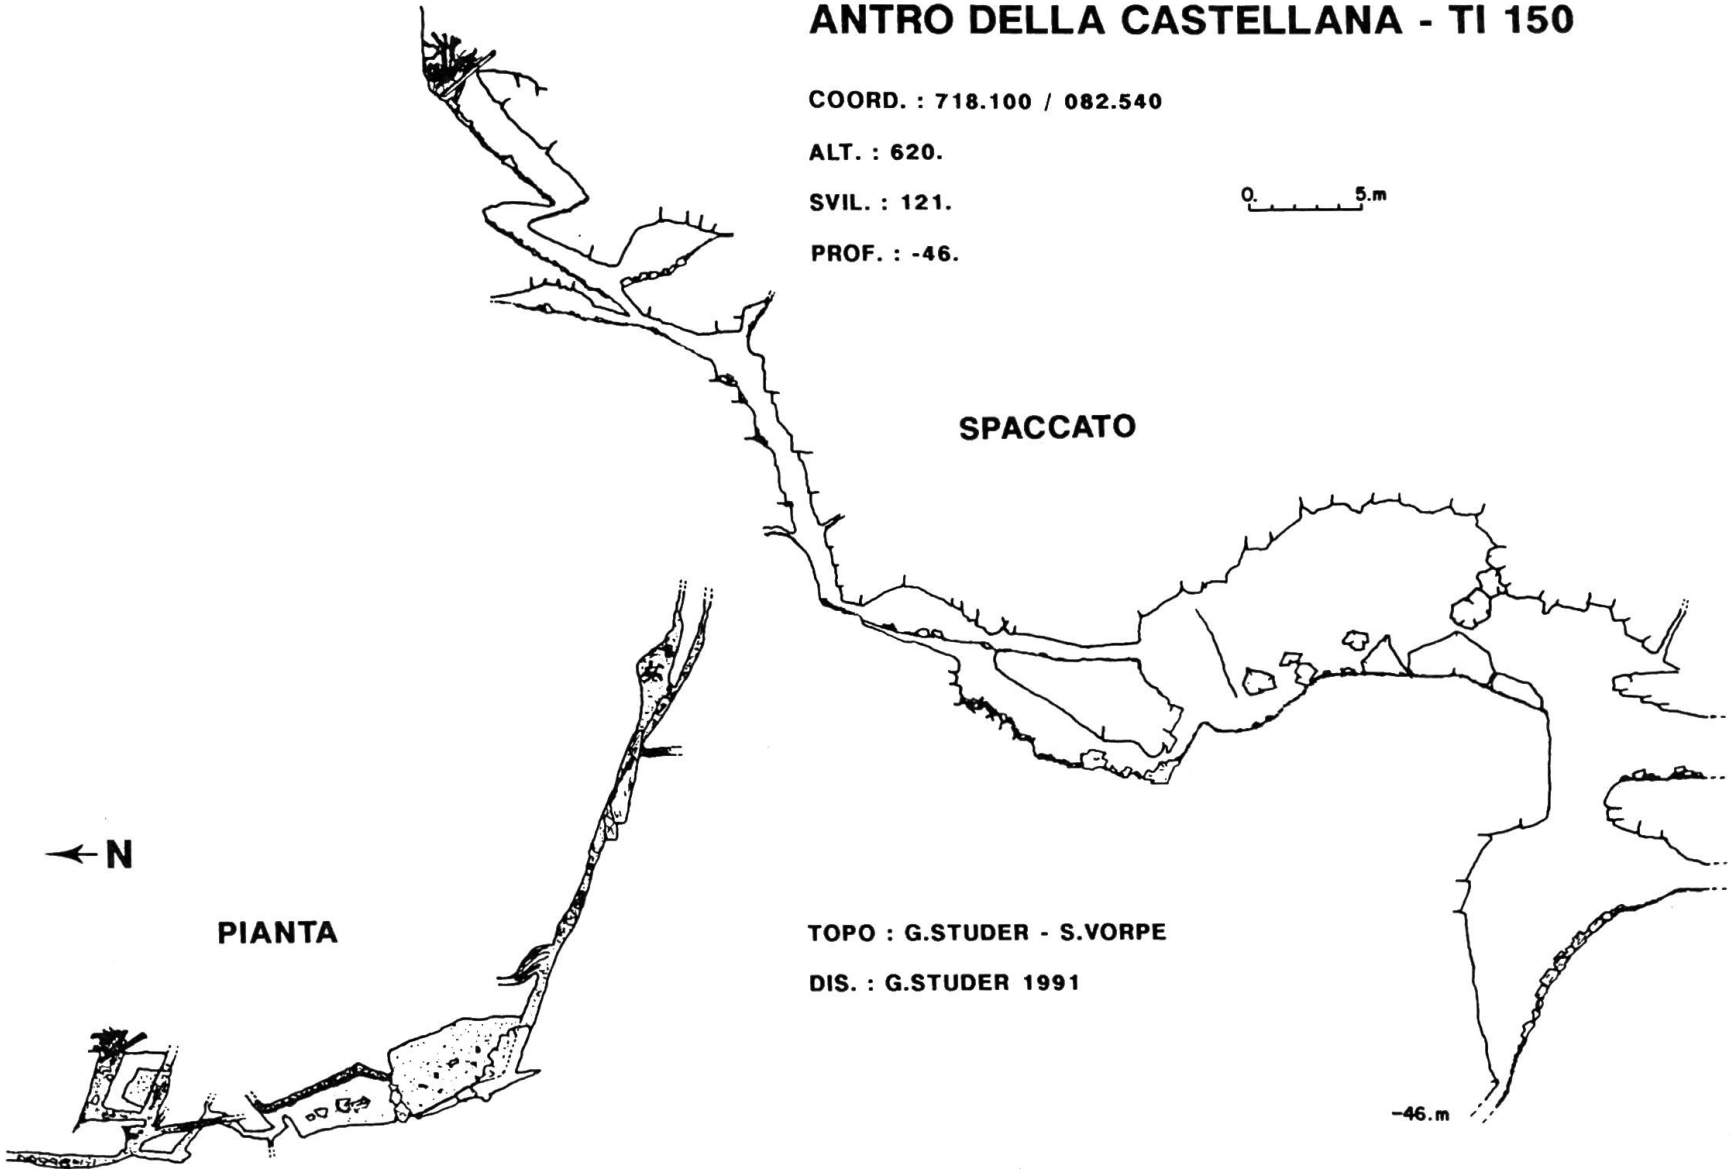 ANTRO DELLA CASTELLANA - TI 150
COORD. : 718.100 / 082.540
ALT. : 620.
SVIL. : 121.
PROF. : -46.
0. 5.m
SPACCATO
N
PIANTA
TOPO : G.STUDER - S.VORPE
DIS. : G.STUDER 1991
-46.m